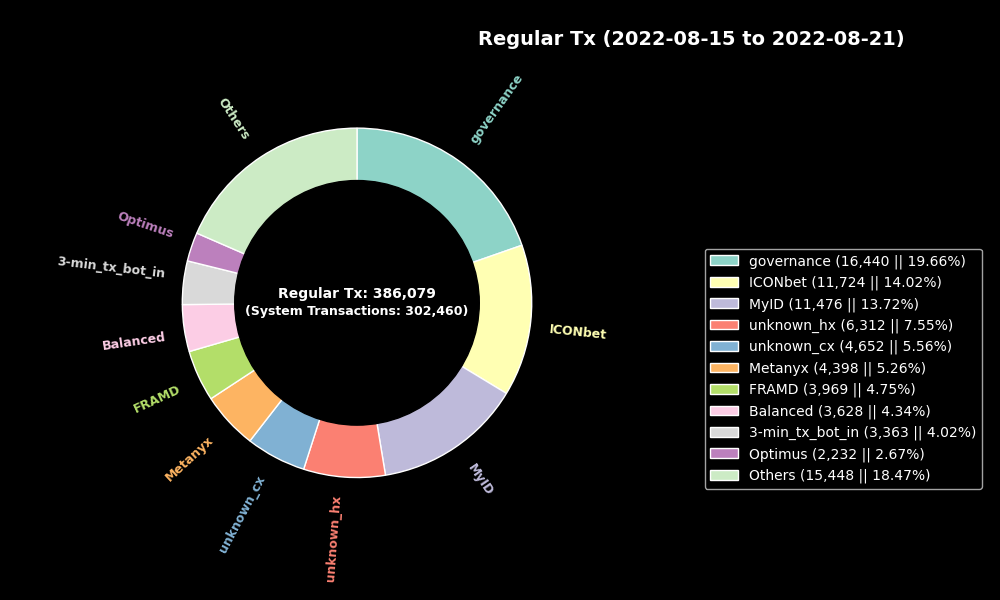 Regular Tx (2022-08-15 to 2022-08-21)
governance
Others
Optimus
3-min_tx_bot_in
Balanced
FRAMD
Metanyx
unknown_cx
unknown_hx
MyID
ICONbet
Regular Tx: 386,079
(System Transactions: 302,460)
governance (16,440 || 19.66%)
ICONbet (11,724 || 14.02%)
MyID (11,476 || 13.72%)
unknown_hx (6,312 || 7.55%)
unknown_cx (4,652 || 5.56%)
Metanyx (4,398 || 5.26%)
FRAMD (3,969 || 4.75%)
Balanced (3,628 || 4.34%)
3-min_tx_bot_in (3,363 || 4.02%)
Optimus (2,232 || 2.67%)
Others (15,448 || 18.47%)